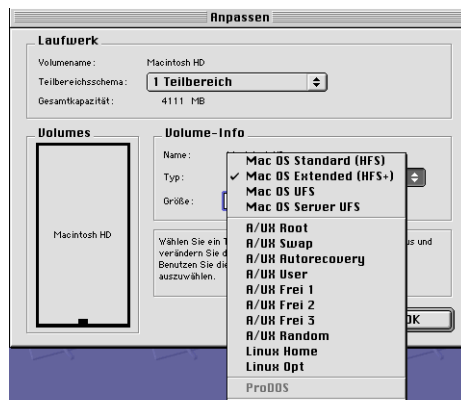 Anpassen
Laufwerk
Volumename: Macintosh HD
Teilbereichsschema: 1 Teilbereich
Gesamtkapazität: 4111 MB
Volumes
Macintosh HD
Volume-Info
Name:
Typ:
Größe:
Mac OS Standard (HFS)
✓ Mac OS Extended (HFS+)
Mac OS UFS
Mac OS Server UFS
A/UX Root
A/UX Swap
A/UX Autorecovery
A/UX User
A/UX Frei 1
A/UX Frei 2
A/UX Frei 3
A/UX Random
Linux Home
Linux Opt
ProDOS
Wählen Sie ein us und
verändern Sie
Benutzen Sie die
auszuwählen.
OK